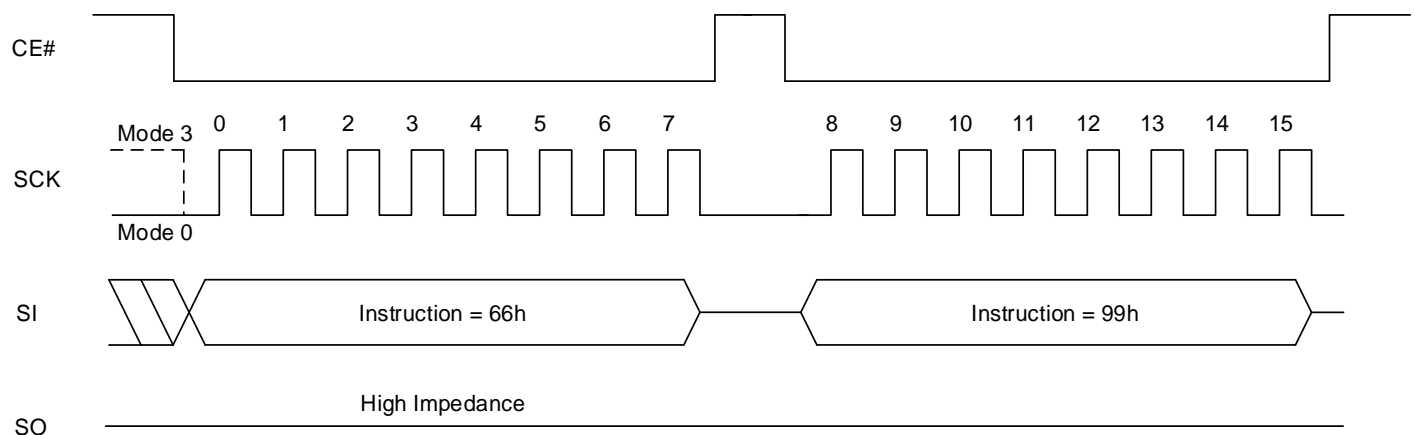 CE#
Mode 3
0 1 2 3 4 5 6 7 8 9 10 11 12 13 14 15
SCK
Mode 0
SI
Instruction = 66h
Instruction = 99h
High Impedance
SO